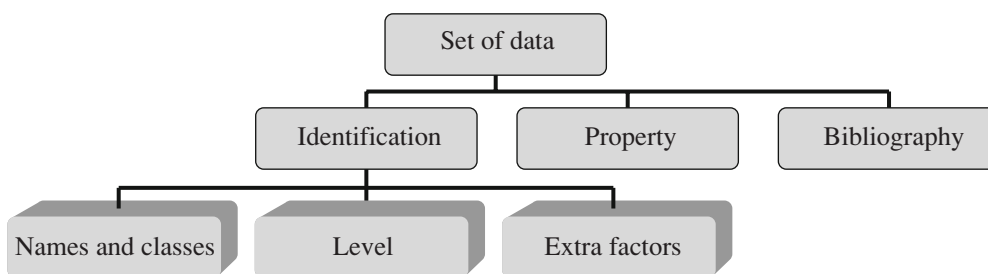 Set of data
Identification
Property
Bibliography
Names and classes
Level
Extra factors